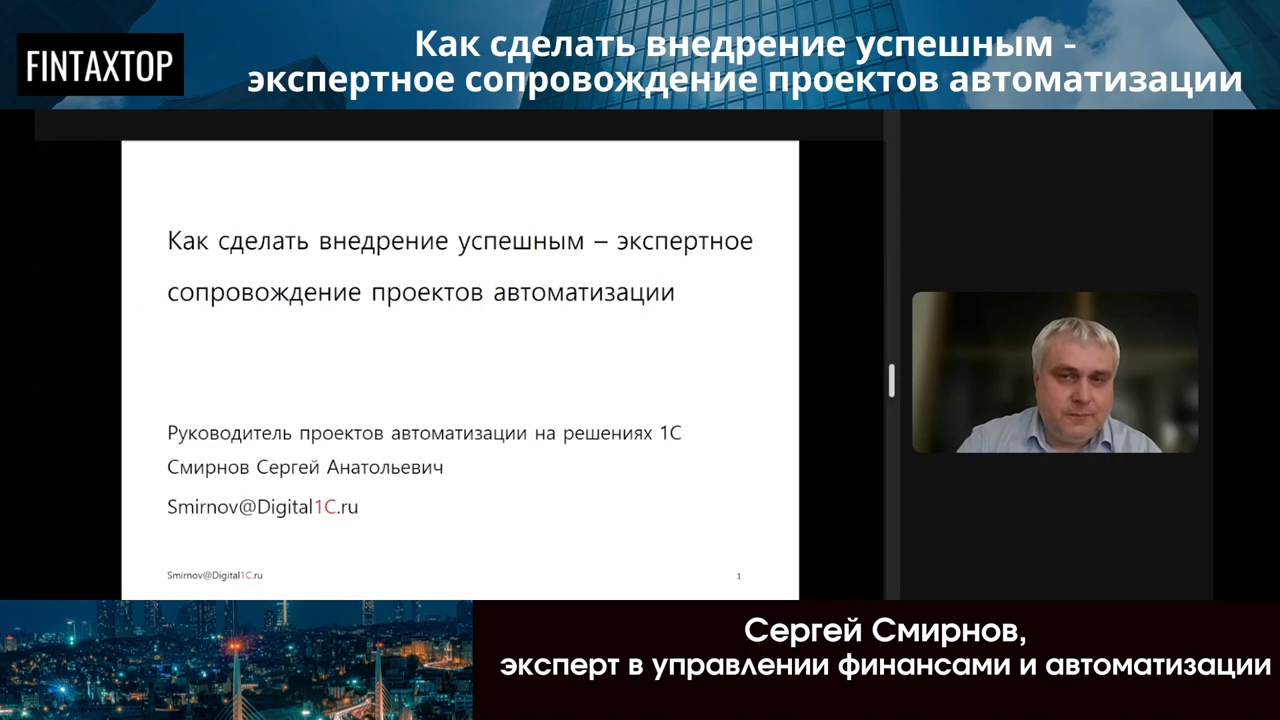 FINTAXTOP
Как сделать внедрение успешным -
экспертное сопровождение проектов автоматизации
Как сделать внедрение успешным – экспертное
сопровождение проектов автоматизации
Руководитель проектов автоматизации на решениях 1С
Смирнов Сергей Анатольевич
Smirnov@Digital1C.ru
Smirnov@Digital1C.ru
1
Сергей Смирнов,
эксперт в управлении финансами и автоматизации